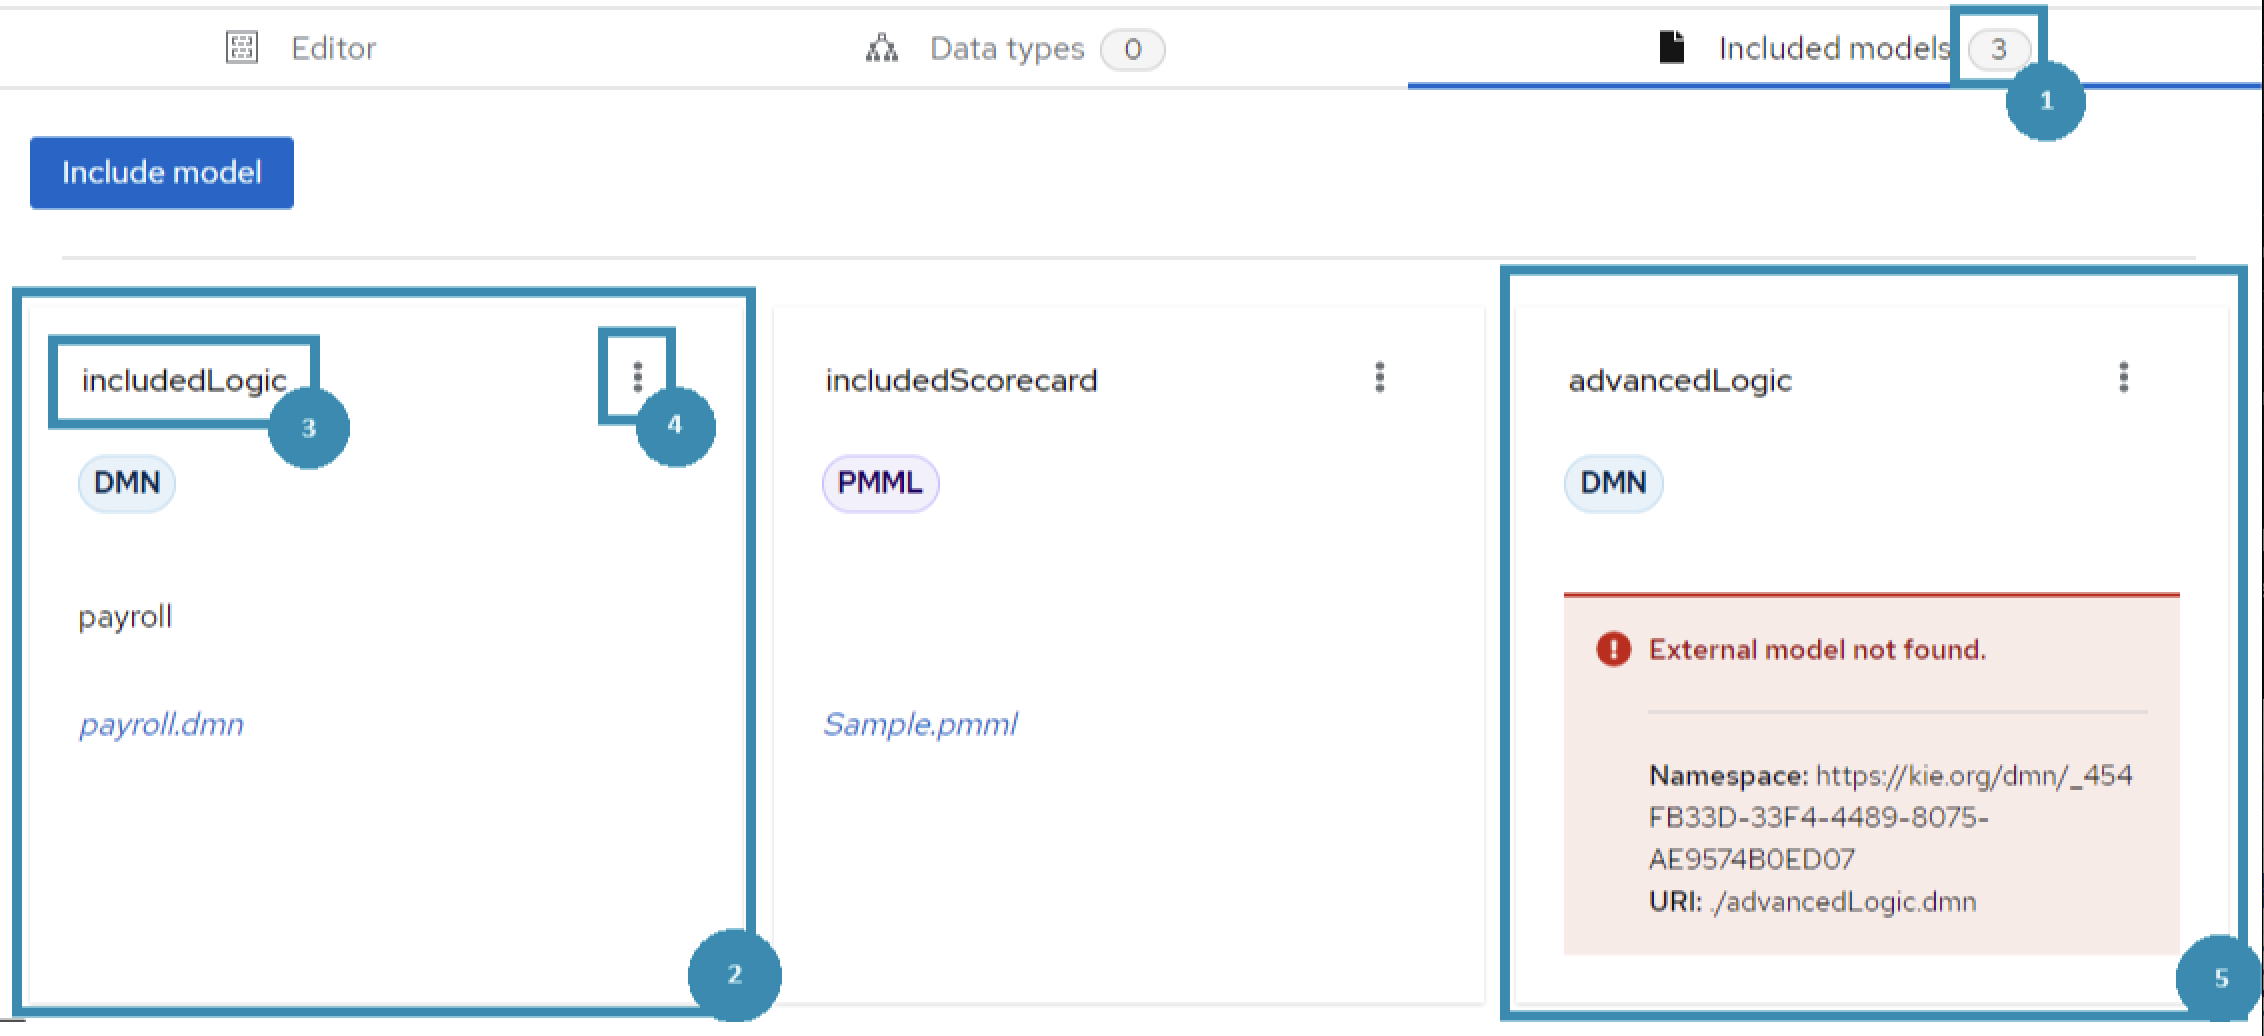 Editor
Data types 0
Included models 3
1
Include model
includedLogic
3
4
DMN
payroll
payroll.dmn
2
includedScorecard
PMML
Sample.pmml
advancedLogic
DMN
External model not found.
Namespace: https://kie.org/dmn/_454
FB33D-33F4-4489-8075-
AE9574B0ED07
URI: ./advancedLogic.dmn
5